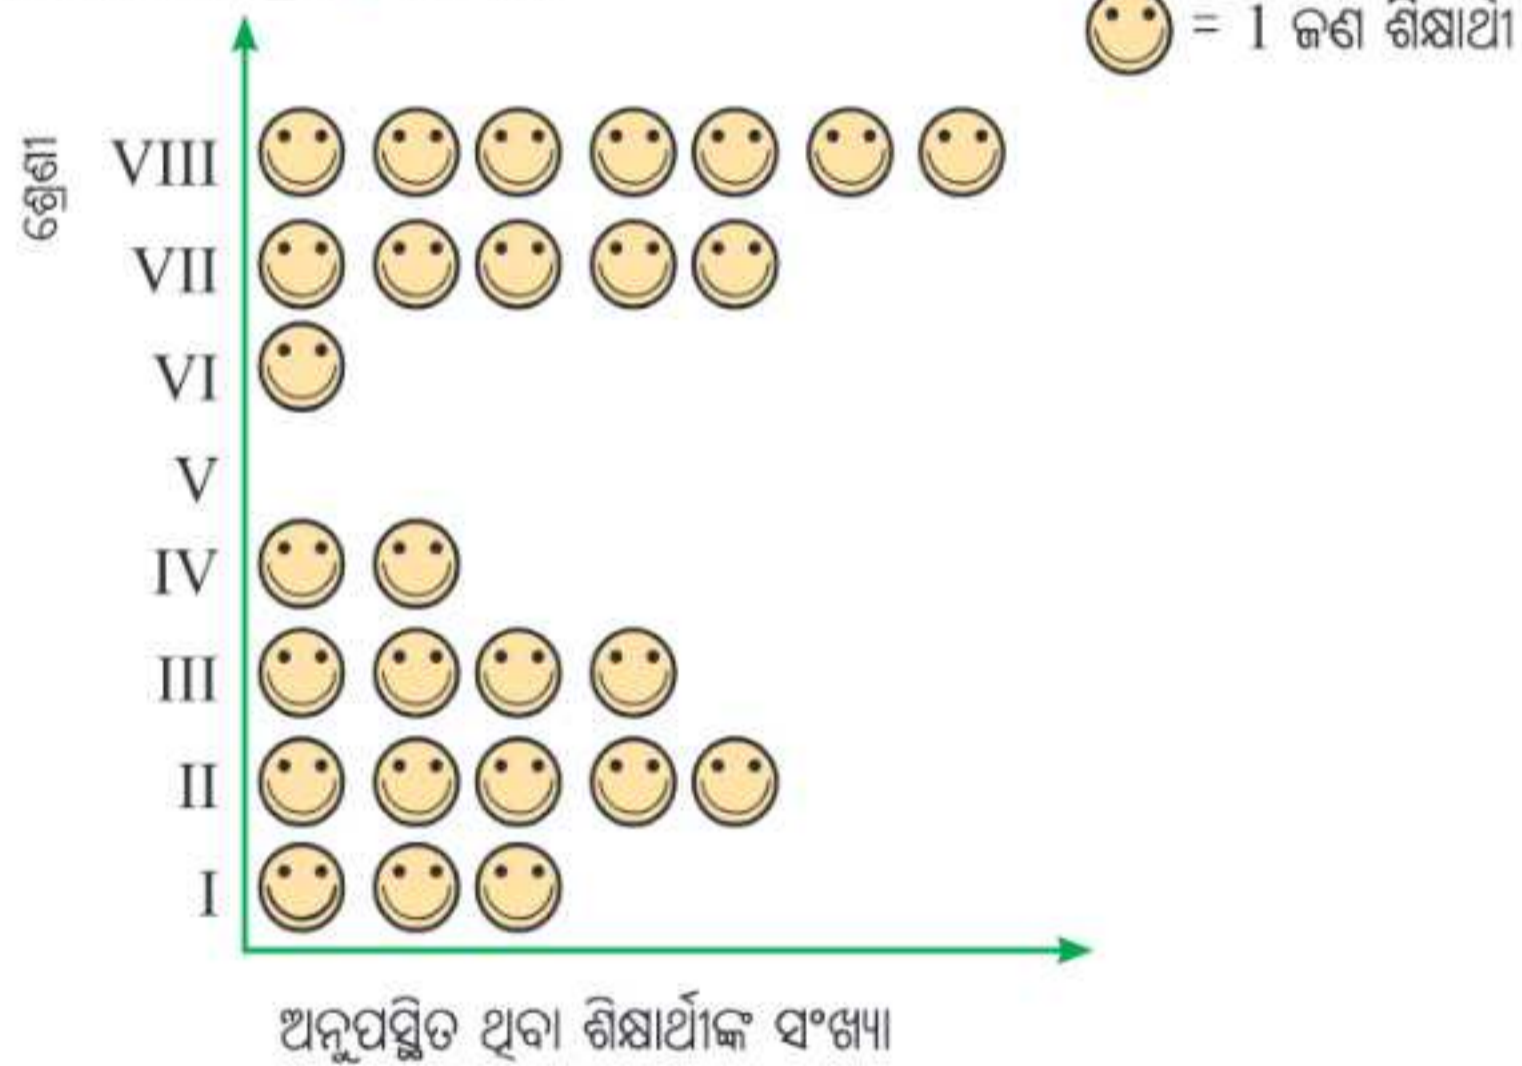 = 1 ଜଣ ଶିକ୍ଷାର୍ଥୀ
ଶ୍ରେଣୀ
VIII
VII
VI
V
IV
III
II
I
ଅନୁପସ୍ଥିତ ଥିବା ଶିକ୍ଷାର୍ଥୀଙ୍କ ସଂଖ୍ୟା